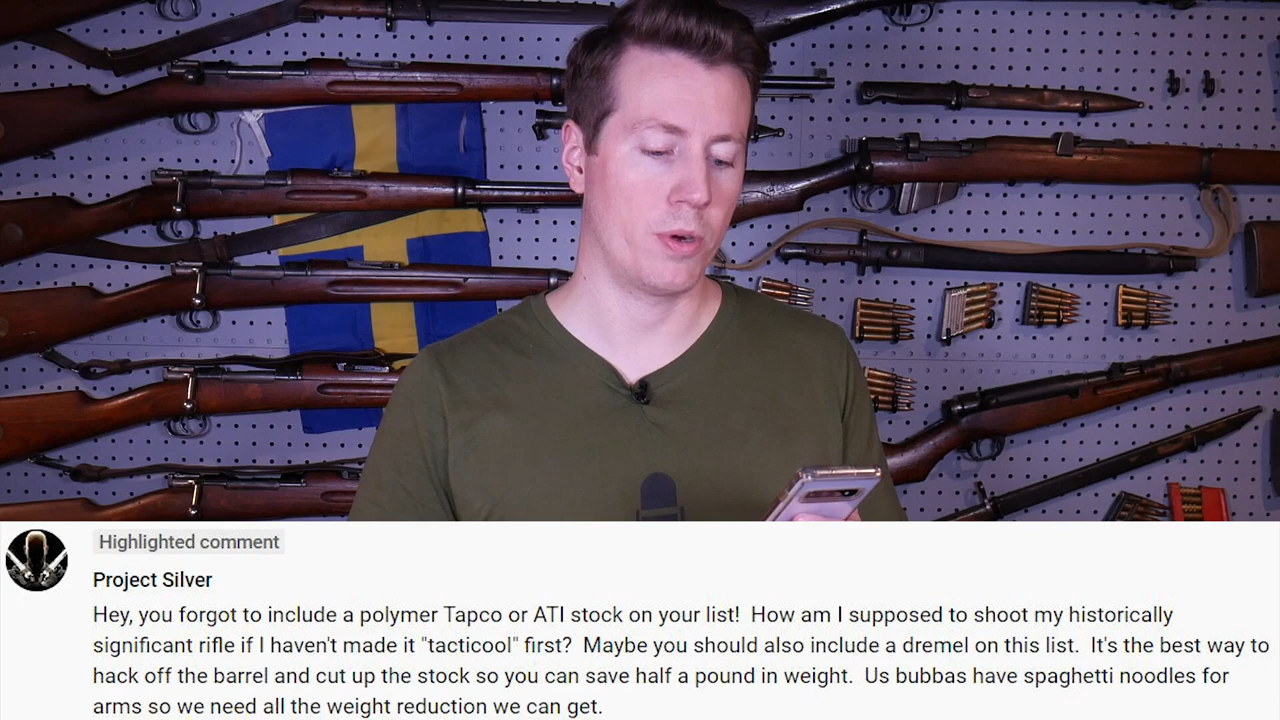 Highlighted comment
Project Silver
Hey, you forgot to include a polymer Tapco or ATI stock on your list!  How am I supposed to shoot my historically
significant rifle if I haven't made it "tacticool" first?  Maybe you should also include a dremel on this list.  It's the best way to
hack off the barrel and cut up the stock so you can save half a pound in weight.  Us bubbas have spaghetti noodles for
arms so we need all the weight reduction we can get.